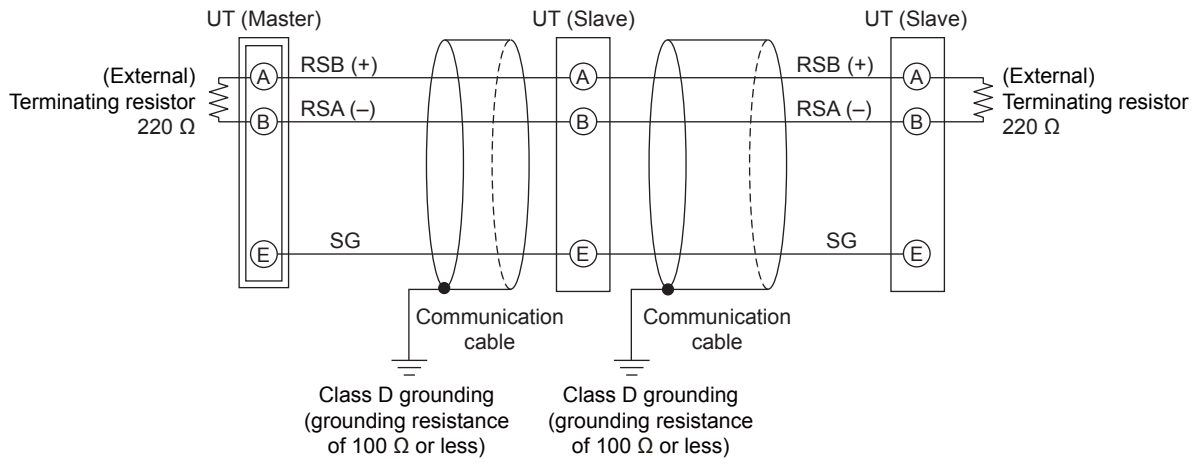 UT (Master)
UT (Slave)
UT (Slave)
(External)
Terminating resistor
220 Ω
A
RSB (+)
A
RSB (+)
A
(External)
Terminating resistor
220 Ω
B
RSA (–)
B
RSA (–)
B
E
SG
E
SG
E
Communication
cable
Communication
cable
Class D grounding
(grounding resistance
of 100 Ω or less)
Class D grounding
(grounding resistance
of 100 Ω or less)